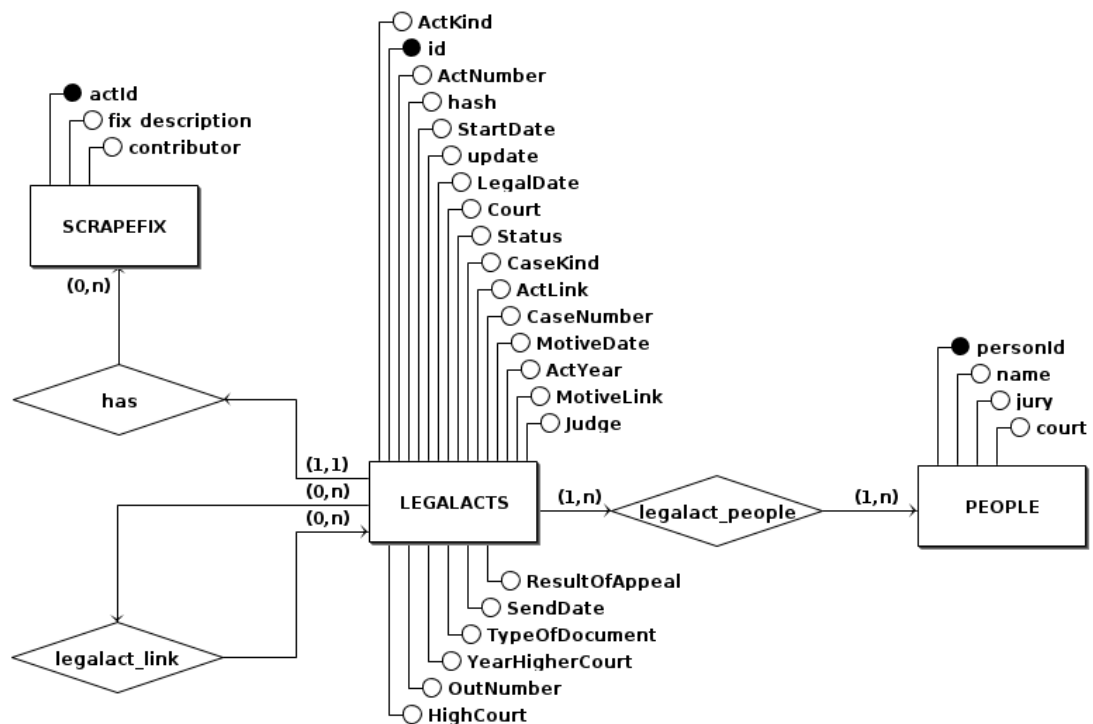 ActKind
id
ActNumber
hash
StartDate
update
LegalDate
Court
Status
CaseKind
ActLink
CaseNumber
MotiveDate
ActYear
MotiveLink
Judge
actId
fix description
contributor
SCRAPEFIX
(0,n)
has
(1,1)
(0,n)
(0,n)
LEGALACTS
(1,n)
legalact_people
(1,n)
personId
name
jury
court
PEOPLE
legalact_link
ResultOfAppeal
SendDate
TypeOfDocument
YearHigherCourt
OutNumber
HighCourt